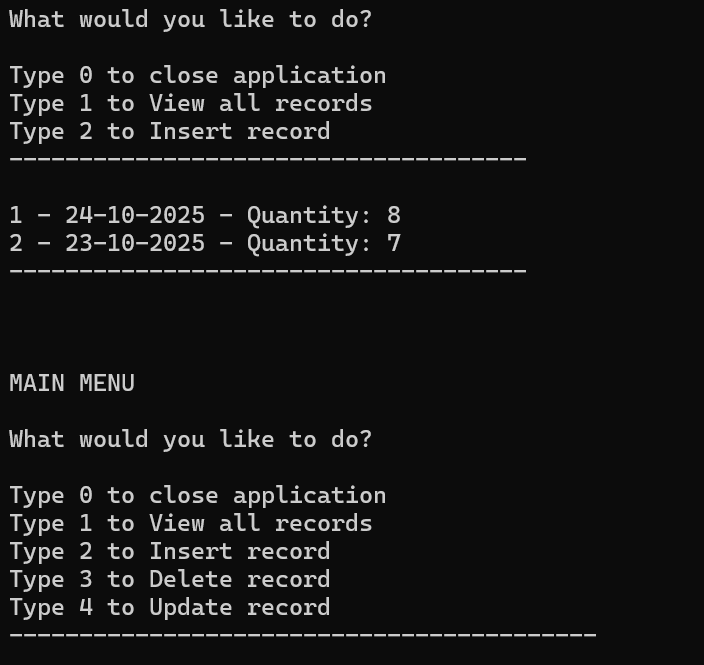 What would you like to do?
Type 0 to close application
Type 1 to View all records
Type 2 to Insert record
-------------------------------------
1 - 24-10-2025 - Quantity: 8
2 - 23-10-2025 - Quantity: 7
-------------------------------------
MAIN MENU
What would you like to do?
Type 0 to close application
Type 1 to View all records
Type 2 to Insert record
Type 3 to Delete record
Type 4 to Update record
------------------------------------------